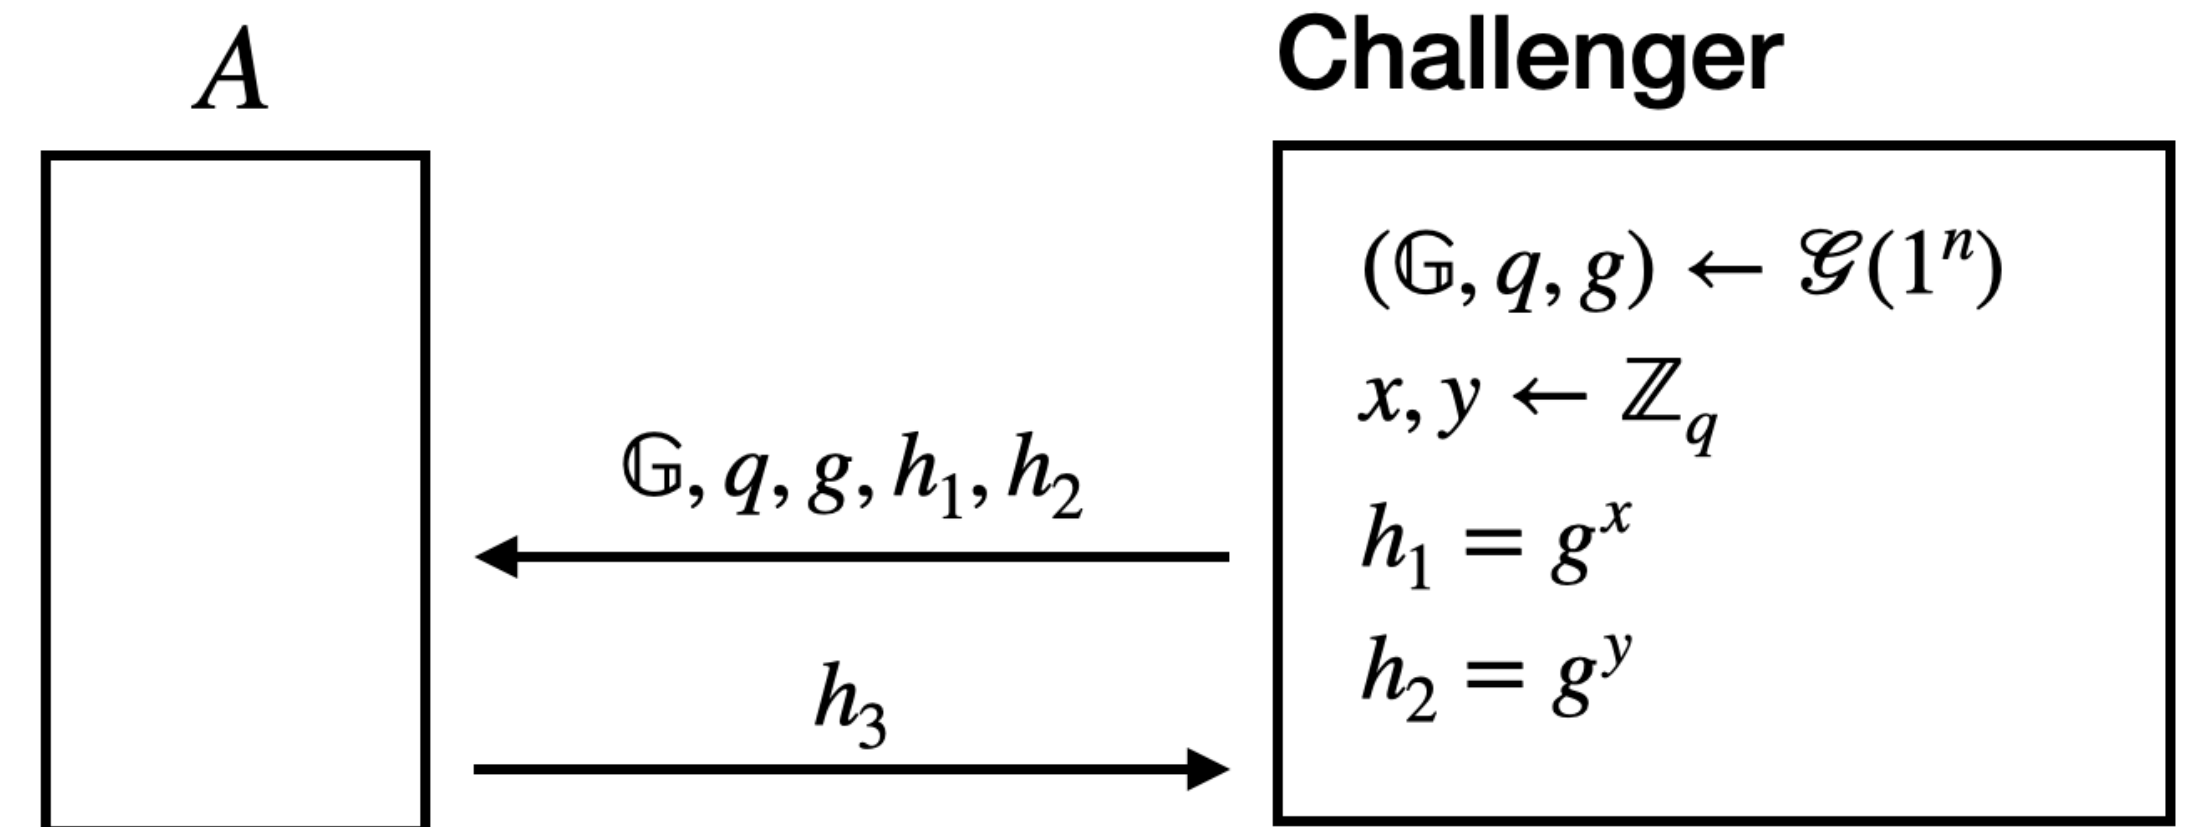 A
Challenger
(𝔾, q, g) ← 𝒢(1ⁿ)
x, y ← ℤ_q
𝔾, q, g, h₁, h₂
h₁ = gˣ
h₂ = gʸ
h₃